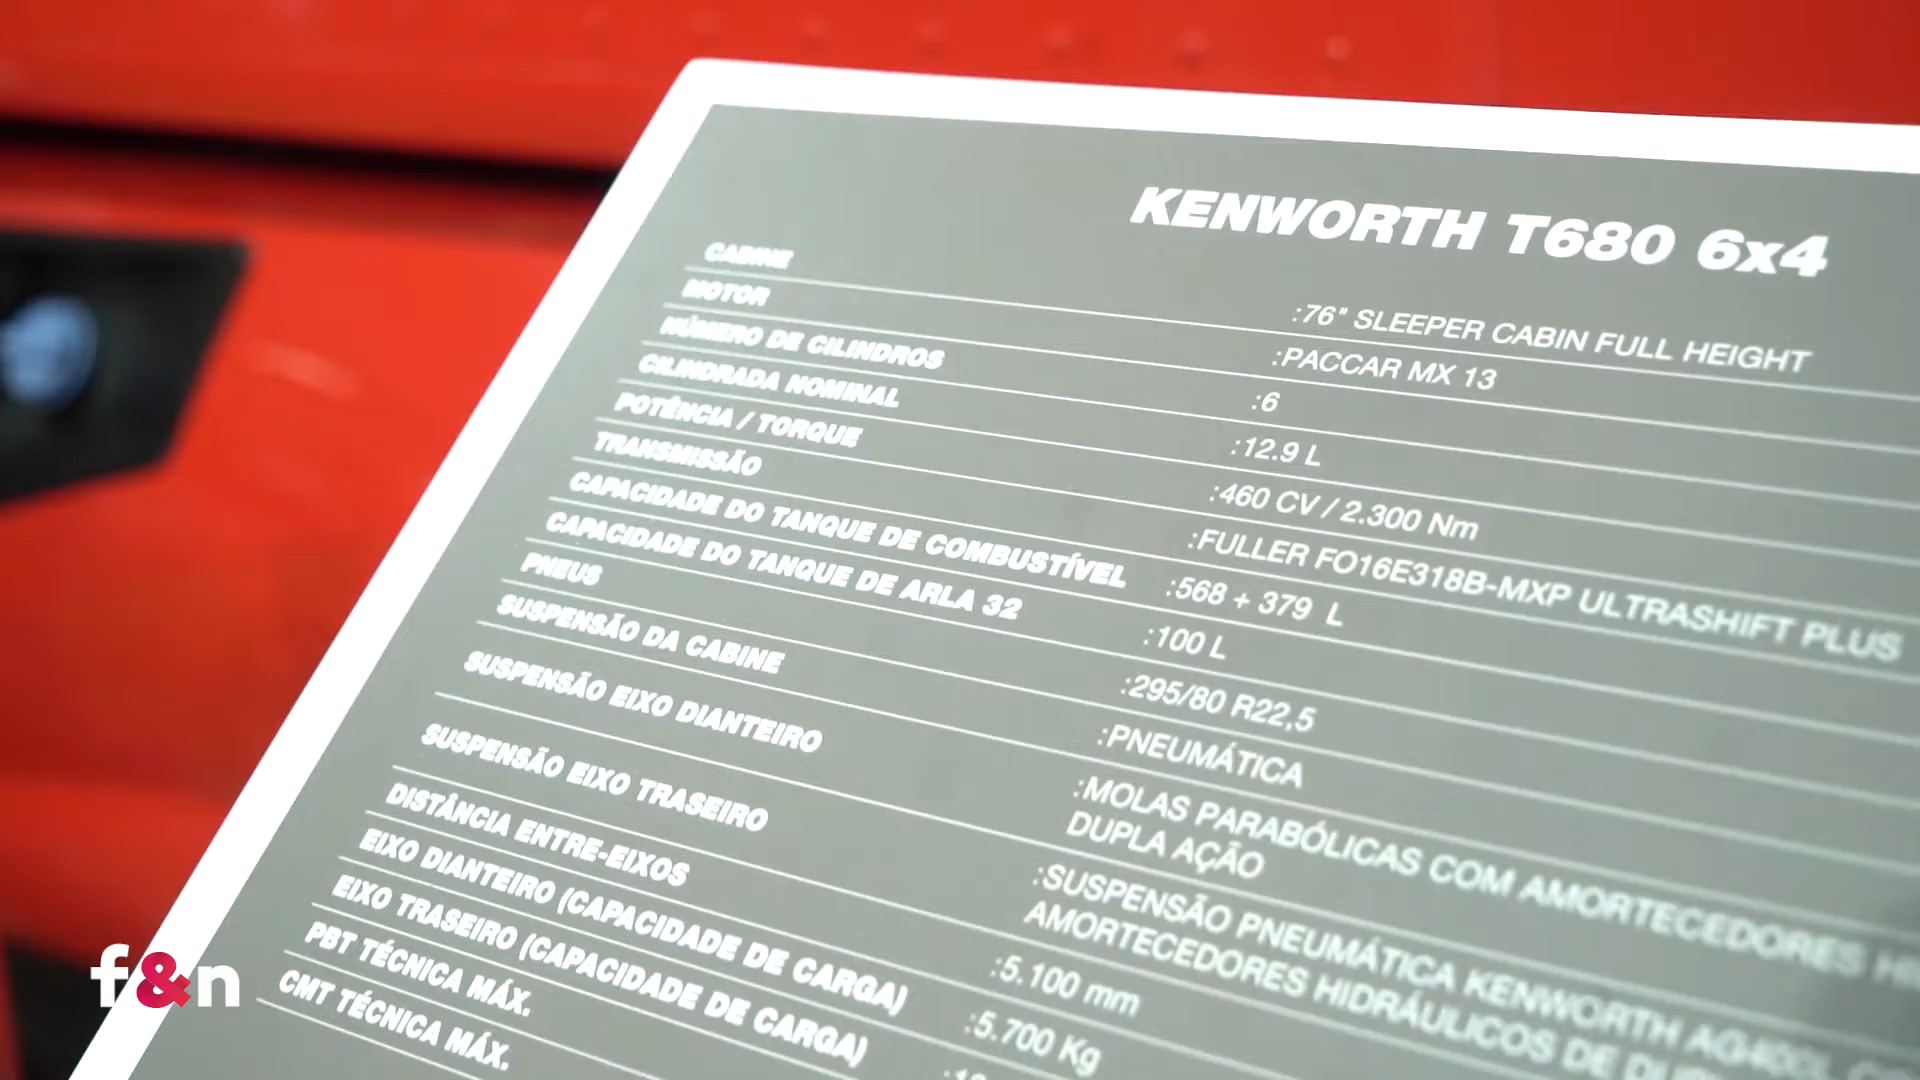 KENWORTH T680 6x4
CABINE :76" SLEEPER CABIN FULL HEIGHT
MOTOR :PACCAR MX 13
NÚMERO DE CILINDROS :6
CILINDRADA NOMINAL :12.9 L
POTÊNCIA / TORQUE :460 CV / 2.300 Nm
TRANSMISSÃO :FULLER FO16E318B-MXP ULTRASHIFT PLUS
CAPACIDADE DO TANQUE DE COMBUSTÍVEL :568 + 379 L
CAPACIDADE DO TANQUE DE ARLA 32 :100 L
PNEUS :295/80 R22,5
SUSPENSÃO DA CABINE :PNEUMÁTICA
SUSPENSÃO EIXO DIANTEIRO :MOLAS PARABÓLICAS COM AMORTECEDORES
DUPLA AÇÃO
SUSPENSÃO EIXO TRASEIRO :SUSPENSÃO PNEUMÁTICA KENWORTH AG400L
AMORTECEDORES HIDRÁULICOS DE
DISTÂNCIA ENTRE-EIXOS :5.100 mm
EIXO DIANTEIRO (CAPACIDADE DE CARGA) :5.700 Kg
EIXO TRASEIRO (CAPACIDADE DE CARGA)
PBT TÉCNICA MÁX.
CMT TÉCNICA MÁX.
f&n